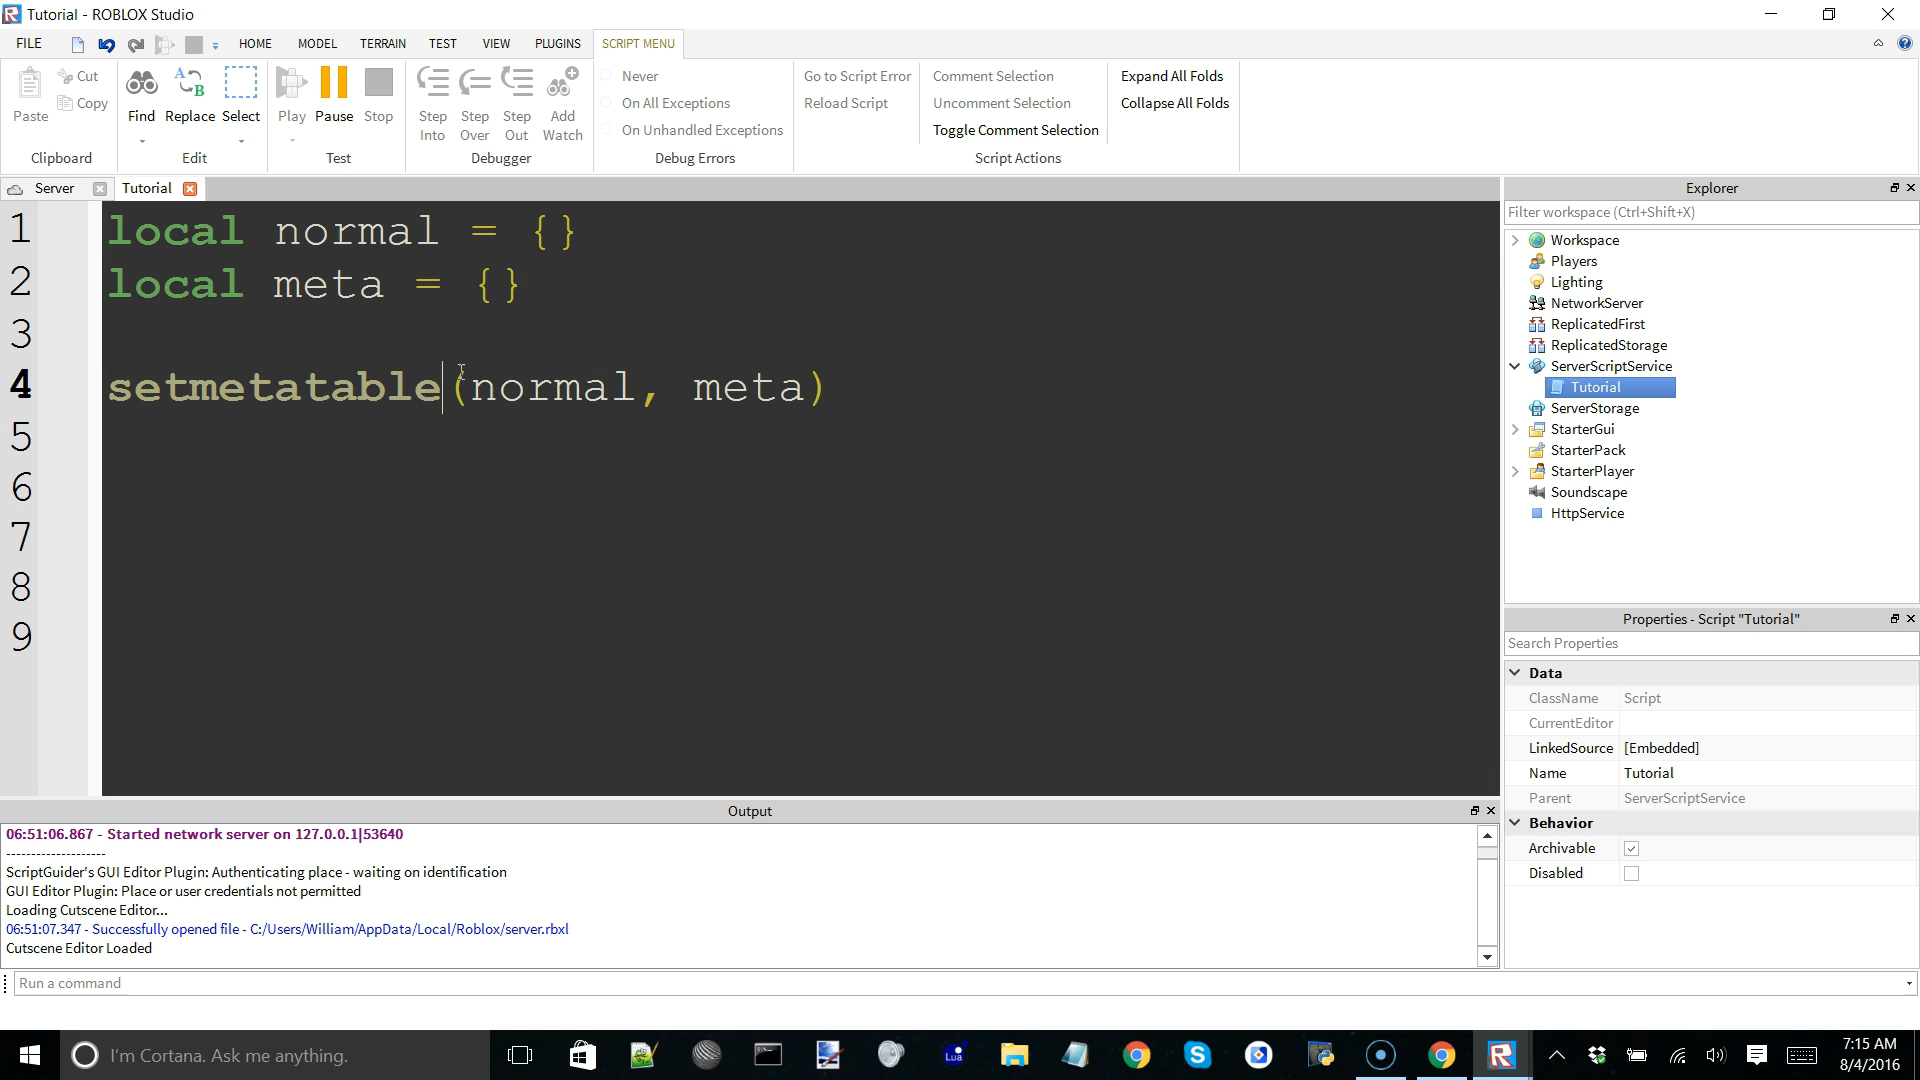 Tutorial - ROBLOX Studio
FILE HOME MODEL TERRAIN TEST VIEW PLUGINS SCRIPT MENU
Paste
Cut
Copy
Clipboard
Find
Replace
Select
Edit
Play
Pause
Stop
Test
Step Into
Step Over
Step Out
Add Watch
Debugger
Never
On All Exceptions
On Unhandled Exceptions
Debug Errors
Go to Script Error
Reload Script
Comment Selection
Uncomment Selection
Toggle Comment Selection
Expand All Folds
Collapse All Folds
Script Actions
Server
Tutorial
1 local normal = {}
2 local meta = {}
3
4 setmetatable(normal, meta)
5
6
7
8
9
Output
06:51:06.867 - Started network server on 127.0.0.1|53640
--------------------
ScriptGuider's GUI Editor Plugin: Authenticating place - waiting on identification
GUI Editor Plugin: Place or user credentials not permitted
Loading Cutscene Editor...
06:51:07.347 - Successfully opened file - C:/Users/William/AppData/Local/Roblox/server.rbxl
Cutscene Editor Loaded
Run a command
Explorer
Filter workspace (Ctrl+Shift+X)
Workspace
Players
Lighting
NetworkServer
ReplicatedFirst
ReplicatedStorage
ServerScriptService
Tutorial
ServerStorage
StarterGui
StarterPack
StarterPlayer
Soundscape
HttpService
Properties - Script "Tutorial"
Search Properties
Data
ClassName Script
CurrentEditor
LinkedSource [Embedded]
Name Tutorial
Parent ServerScriptService
Behavior
Archivable
Disabled
I'm Cortana. Ask me anything.
Lua
7:15 AM
8/4/2016